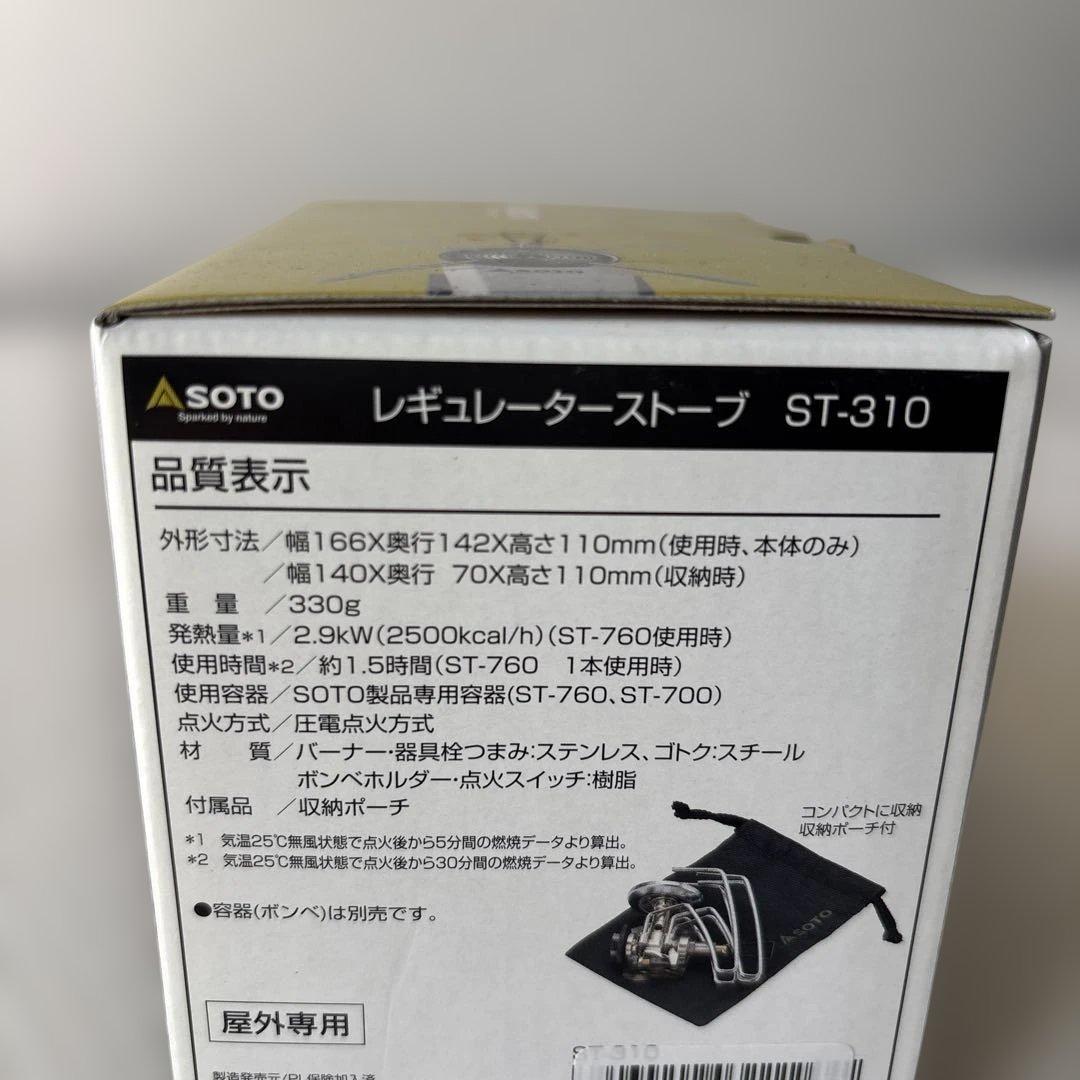 SOTO
Sparked by nature
レギュレーターストーブ ST-310
品質表示
外形寸法／幅166X奥行142X高さ110mm（使用時、本体のみ）
／幅140X奥行 70X高さ110mm（収納時）
重 量 ／330g
発熱量*1／2.9kW（2500kcal/h）（ST-760使用時）
使用時間*2／約1.5時間（ST-760 1本使用時）
使用容器／SOTO製品専用容器(ST-760、ST-700）
点火方式／圧電点火方式
材 質／バーナー・器具栓つまみ:ステンレス、ゴトク:スチール
ボンベホルダー・点火スイッチ:樹脂
付属品 ／収納ポーチ
*1 気温25℃無風状態で点火後から5分間の燃焼データより算出。
*2 気温25℃無風状態で点火後から30分間の燃焼データより算出。
コンパクトに収納
収納ポーチ付
●容器(ボンベ)は別売です。
SOTO
屋外専用
ST-310
製造発売元/PL保険加入済